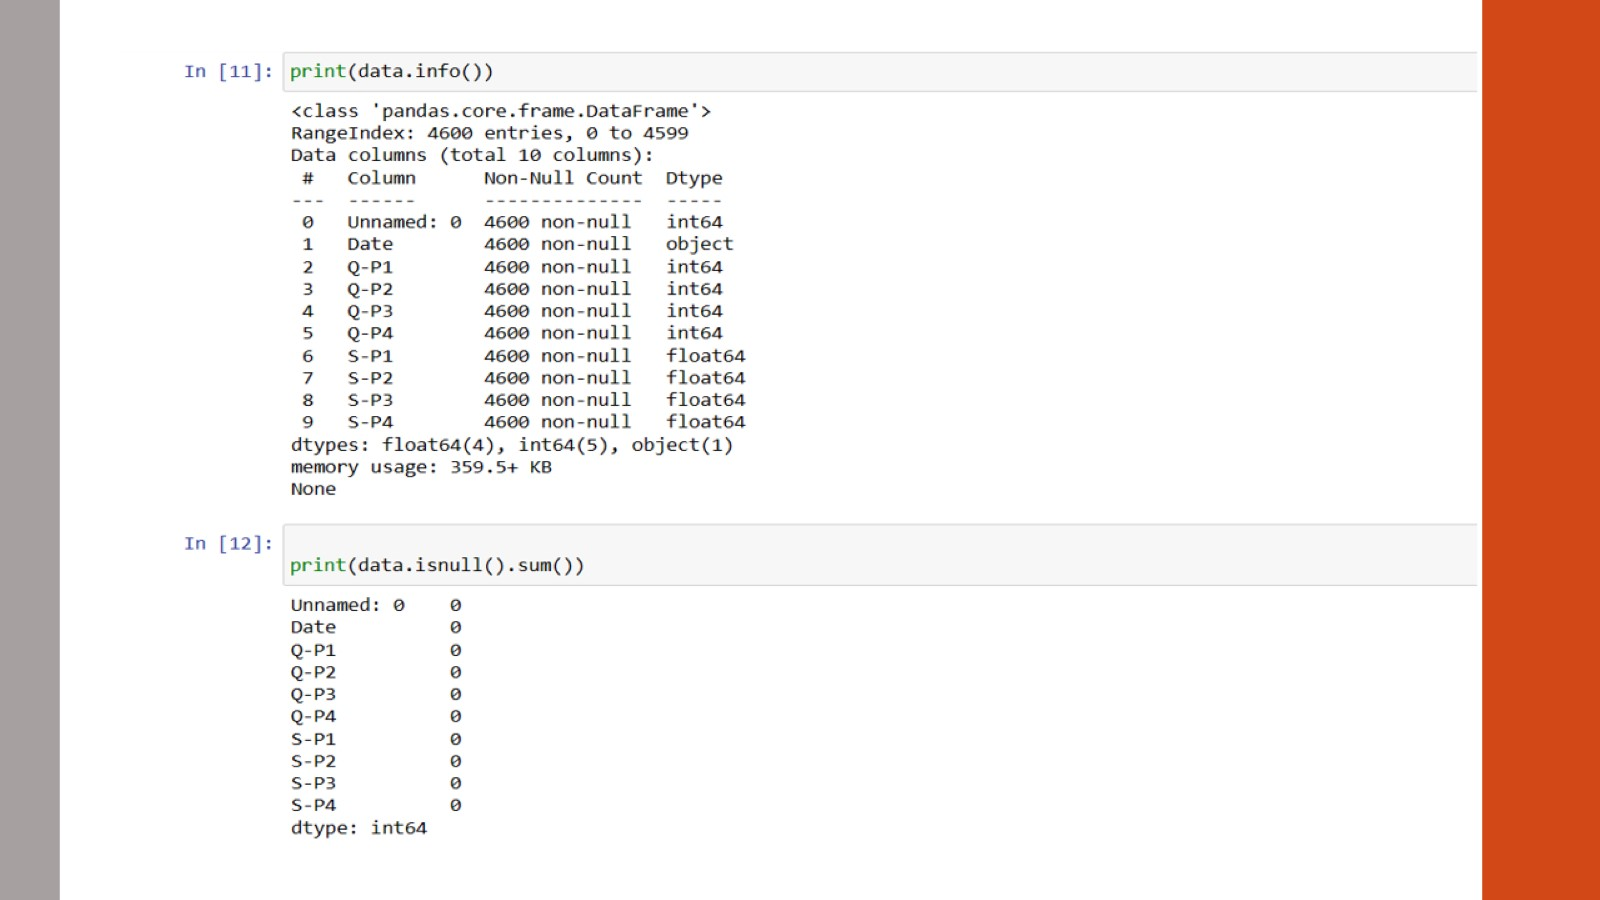 In [11]: print(data.info())
<class 'pandas.core.frame.DataFrame'>
RangeIndex: 4600 entries, 0 to 4599
Data columns (total 10 columns):
 #   Column      Non-Null Count  Dtype
---  ------      --------------  -----
 0   Unnamed: 0  4600 non-null   int64
 1   Date        4600 non-null   object
 2   Q-P1        4600 non-null   int64
 3   Q-P2        4600 non-null   int64
 4   Q-P3        4600 non-null   int64
 5   Q-P4        4600 non-null   int64
 6   S-P1        4600 non-null   float64
 7   S-P2        4600 non-null   float64
 8   S-P3        4600 non-null   float64
 9   S-P4        4600 non-null   float64
dtypes: float64(4), int64(5), object(1)
memory usage: 359.5+ KB
None
In [12]:
print(data.isnull().sum())
Unnamed: 0    0
Date          0
Q-P1          0
Q-P2          0
Q-P3          0
Q-P4          0
S-P1          0
S-P2          0
S-P3          0
S-P4          0
dtype: int64